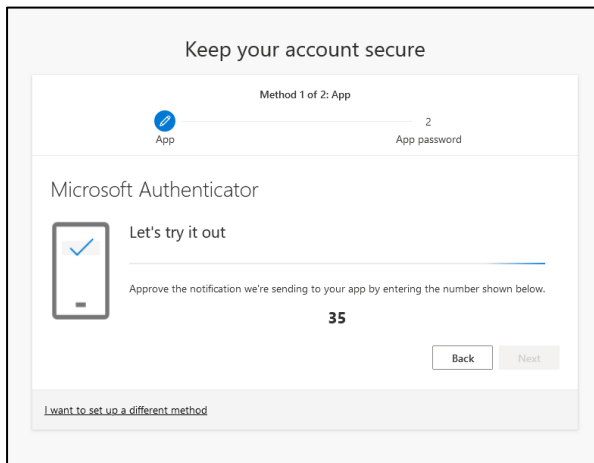 Keep your account secure
Method 1 of 2: App
App
2
App password
Microsoft Authenticator
Let's try it out
Approve the notification we're sending to your app by entering the number shown below.
35
Back
Next
I want to set up a different method